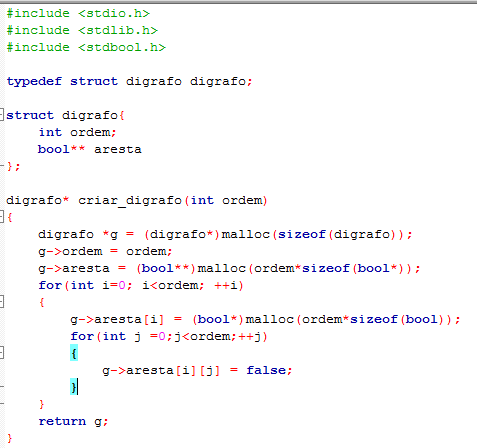 #include <stdio.h>
#include <stdlib.h>
#include <stdbool.h>

typedef struct digrafo digrafo;

struct digrafo{
    int ordem;
    bool** aresta
};

digrafo* criar_digrafo(int ordem)
{
    digrafo *g = (digrafo*)malloc(sizeof(digrafo));
    g->ordem = ordem;
    g->aresta = (bool**)malloc(ordem*sizeof(bool*));
    for(int i=0; i<ordem; ++i)
    {
        g->aresta[i] = (bool*)malloc(ordem*sizeof(bool));
        for(int j =0;j<ordem;++j)
        {
            g->aresta[i][j] = false;
        }
    }
    return g;
}